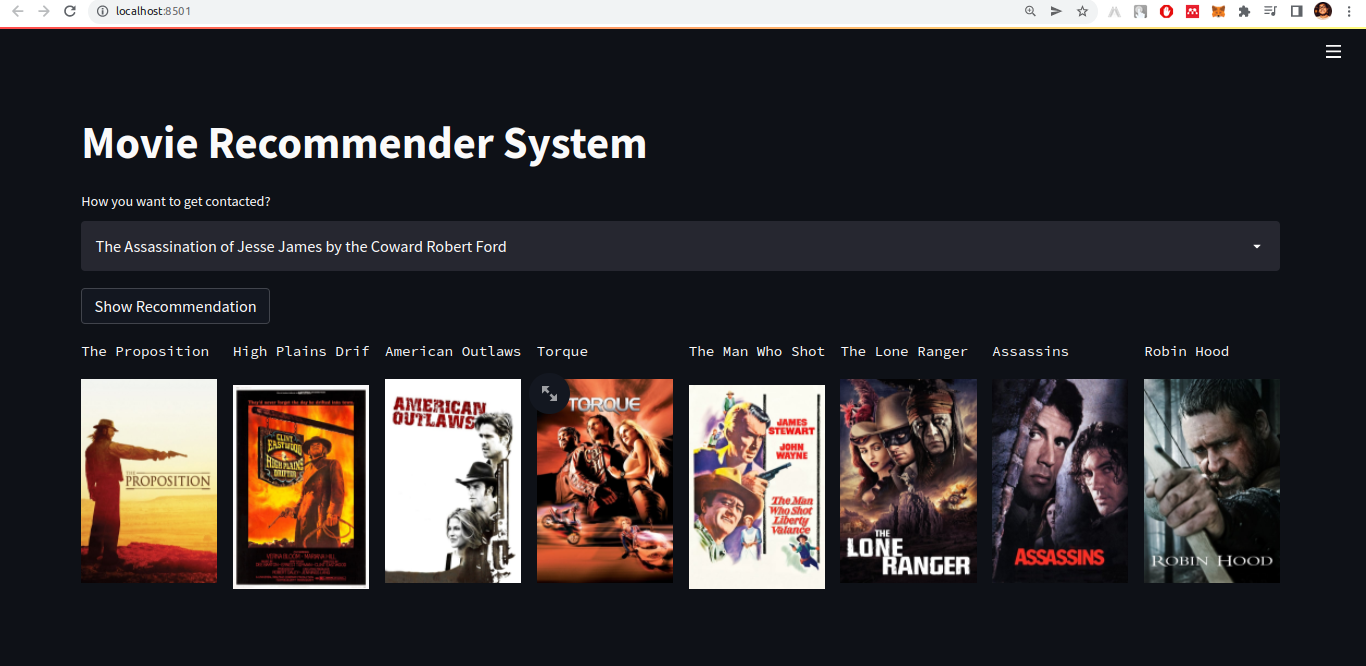 localhost:8501
Movie Recommender System
How you want to get contacted?
The Assassination of Jesse James by the Coward Robert Ford
Show Recommendation
The Proposition
High Plains Drif
American Outlaws
Torque
The Man Who Shot
The Lone Ranger
Assassins
Robin Hood
THE
PROPOSITION
CLINT
EASTWOOD
HIGH PLAINS
DRIFTER
AMERICAN
OUTLAWS
TORQUE
JAMES
STEWART
JOHN
WAYNE
The Man
Who Shot
Liberty
Valance
THE
LONE
RANGER
ASSASSINS
ROBIN HOOD